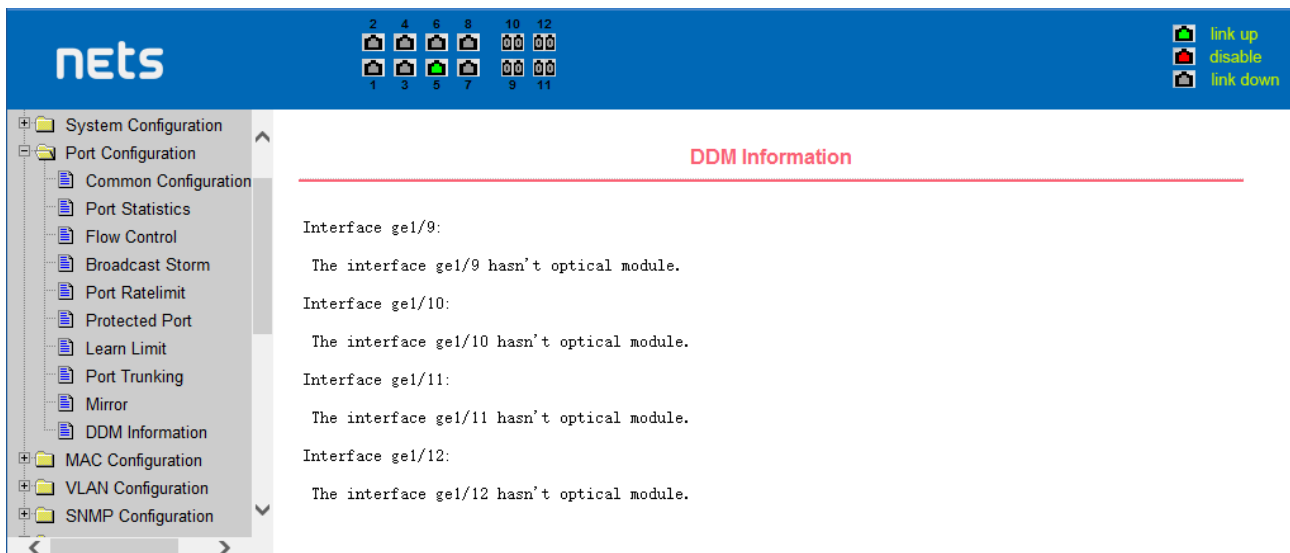 nets
2 4 6 8 10 12
1 3 5 7 9 11
link up
disable
link down
System Configuration
Port Configuration
Common Configuration
Port Statistics
Flow Control
Broadcast Storm
Port Ratelimit
Protected Port
Learn Limit
Port Trunking
Mirror
DDM Information
MAC Configuration
VLAN Configuration
SNMP Configuration
DDM Information
Interface ge1/9:
The interface ge1/9 hasn't optical module.
Interface ge1/10:
The interface ge1/10 hasn't optical module.
Interface ge1/11:
The interface ge1/11 hasn't optical module.
Interface ge1/12:
The interface ge1/12 hasn't optical module.